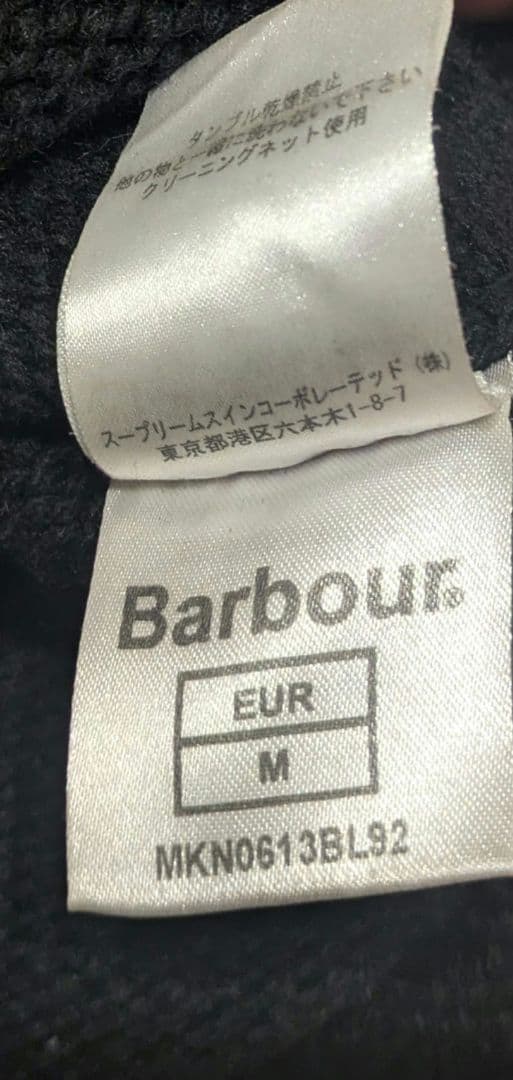 タンブル乾燥禁止
他の物と一緒に洗わないで下さい
クリーニングネット使用
スープリームスインコーポレーテッド(株)
東京都港区六本木1-8-7
Barbour®
EUR
M
MKN0613BL92